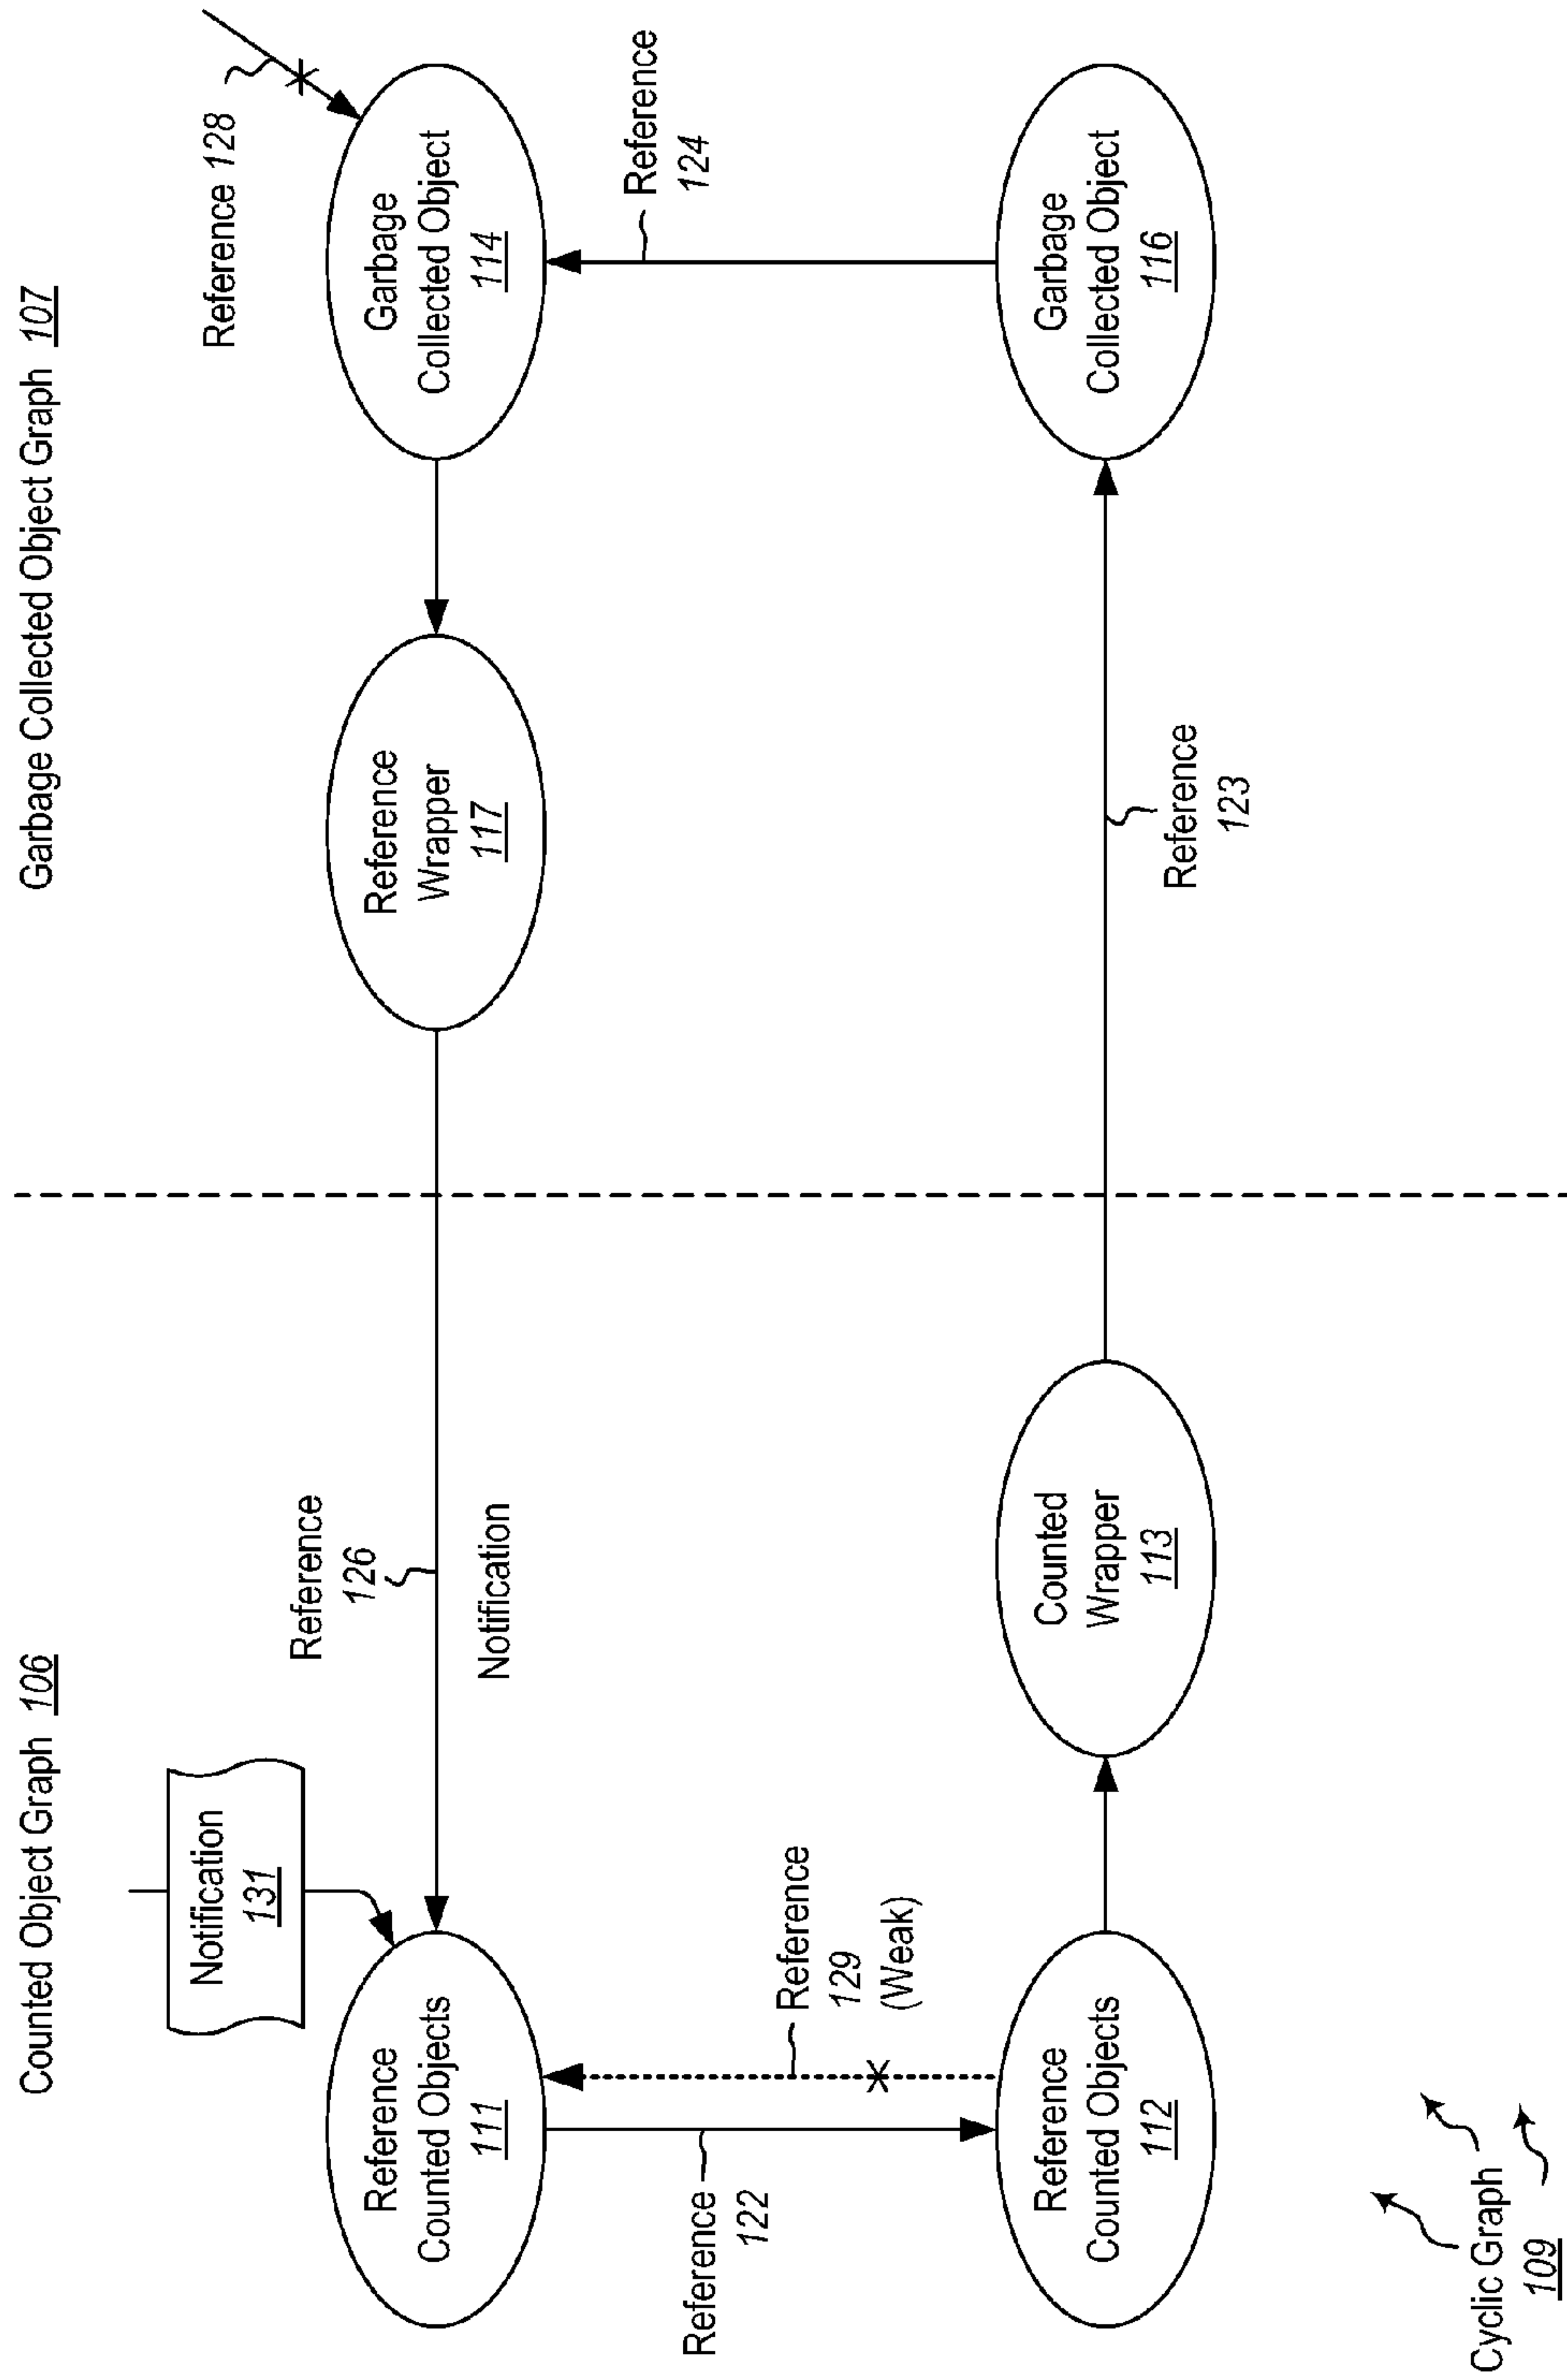 Counted Object Graph 106
Garbage Collected Object Graph 107
Notification
131
Reference 128
Reference
126
Reference
Counted Objects
111
Notification
Reference
Wrapper
117
Garbage
Collected Object
114
Reference
122
Reference
129
(Weak)
Reference
124
Reference
Counted Objects
112
Counted
Wrapper
113
Garbage
Collected Object
116
Reference
123
Cyclic Graph
109